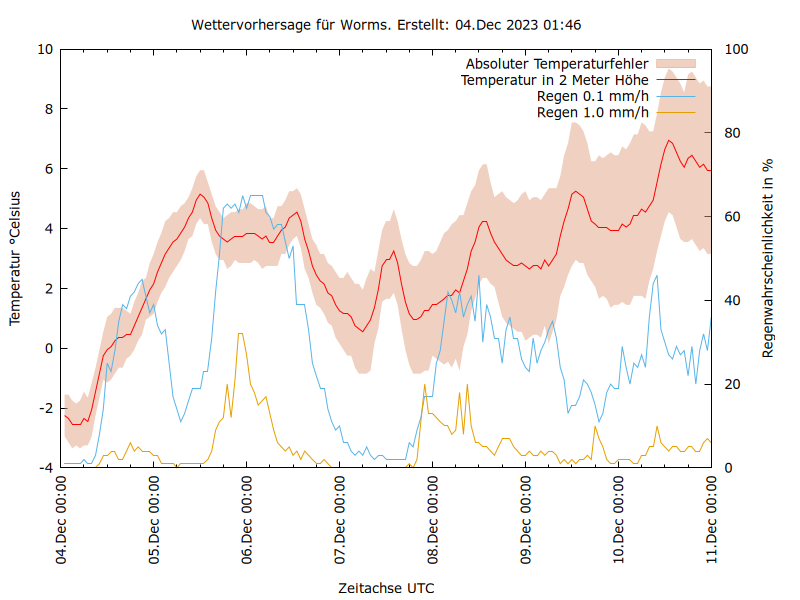 Wettervorhersage für Worms. Erstellt: 04.Dec 2023 01:46
Absoluter Temperaturfehler
Temperatur in 2 Meter Höhe
Regen 0.1 mm/h
Regen 1.0 mm/h
Temperatur °Celsius
10
8
6
4
2
0
-2
-4
100
80
60
40
20
0
Regenwahrscheinlichkeit in %
04.Dec 00:00
05.Dec 00:00
06.Dec 00:00
07.Dec 00:00
08.Dec 00:00
09.Dec 00:00
10.Dec 00:00
11.Dec 00:00
Zeitachse UTC